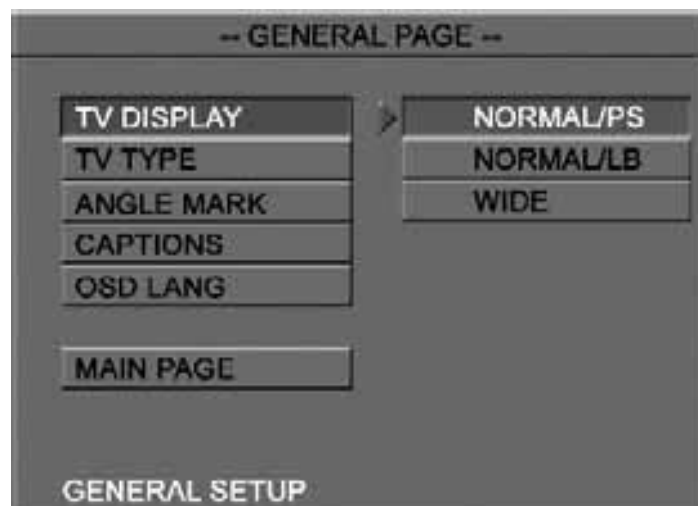 -- GENERAL PAGE --
TV DISPLAY
TV TYPE
ANGLE MARK
CAPTIONS
OSD LANG
MAIN PAGE
NORMAL/PS
NORMAL/LB
WIDE
GENERAL SETUP